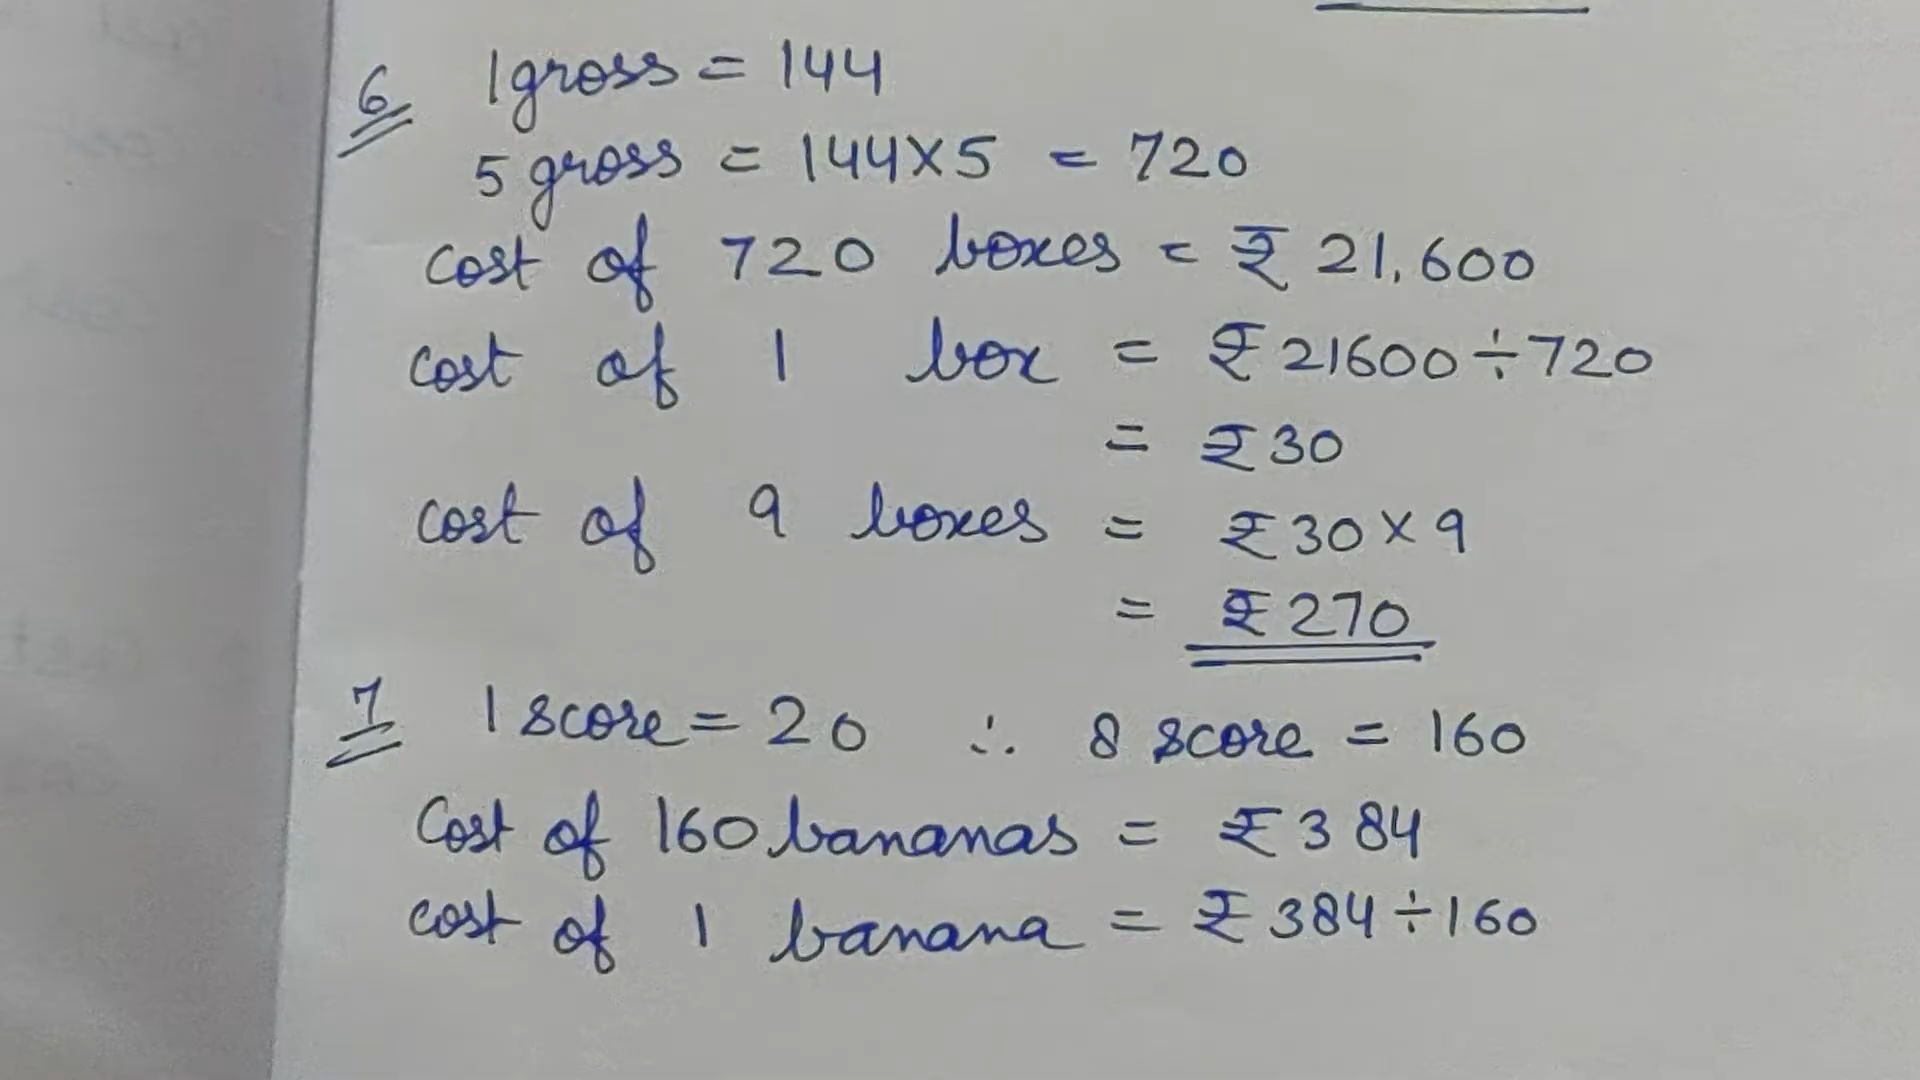 6 1gross = 144
5 gross = 144×5 = 720
cost of 720 boxes = ₹ 21,600
cost of 1 box = ₹ 21600÷720
= ₹30
cost of 9 boxes = ₹30×9
= ₹270
7 1 score = 20 ∴ 8 score = 160
Cost of 160 bananas = ₹384
cost of 1 banana = ₹384÷160